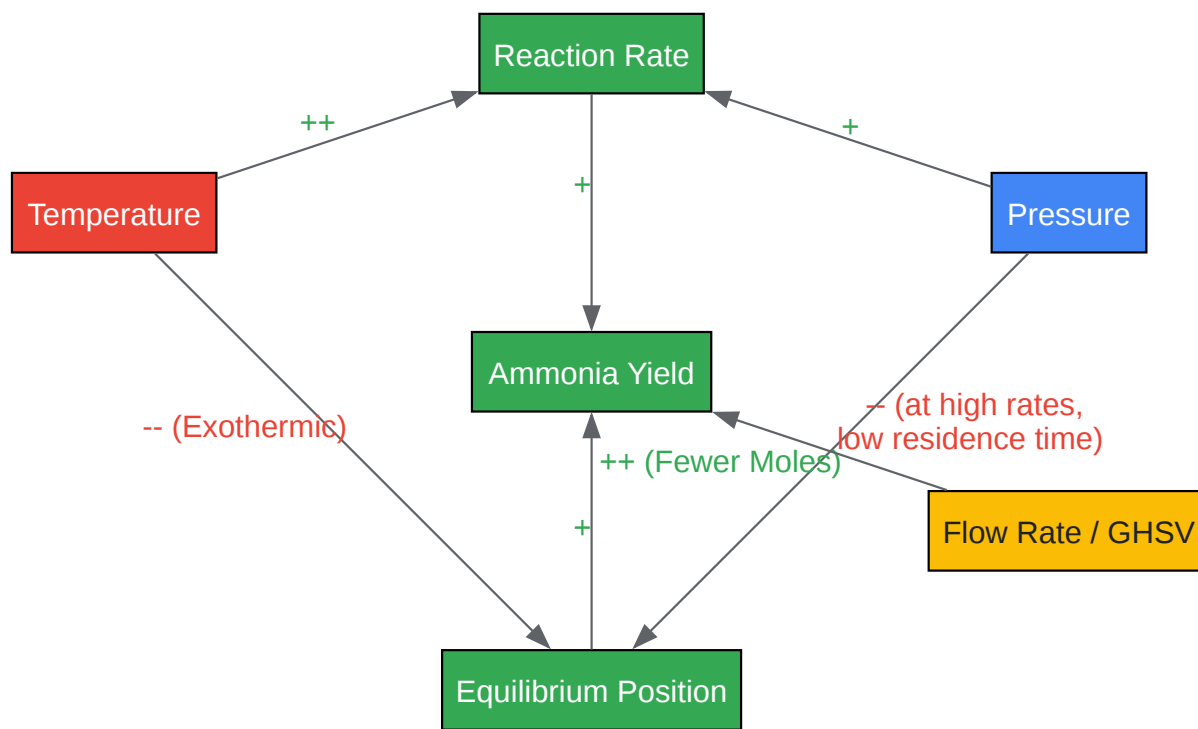 Reaction Rate
++
+
+
Temperature
Pressure
Ammonia Yield
-- (Exothermic)
-- (at high rates,
low residence time)
++ (Fewer Moles)
+
Flow Rate / GHSV
Equilibrium Position